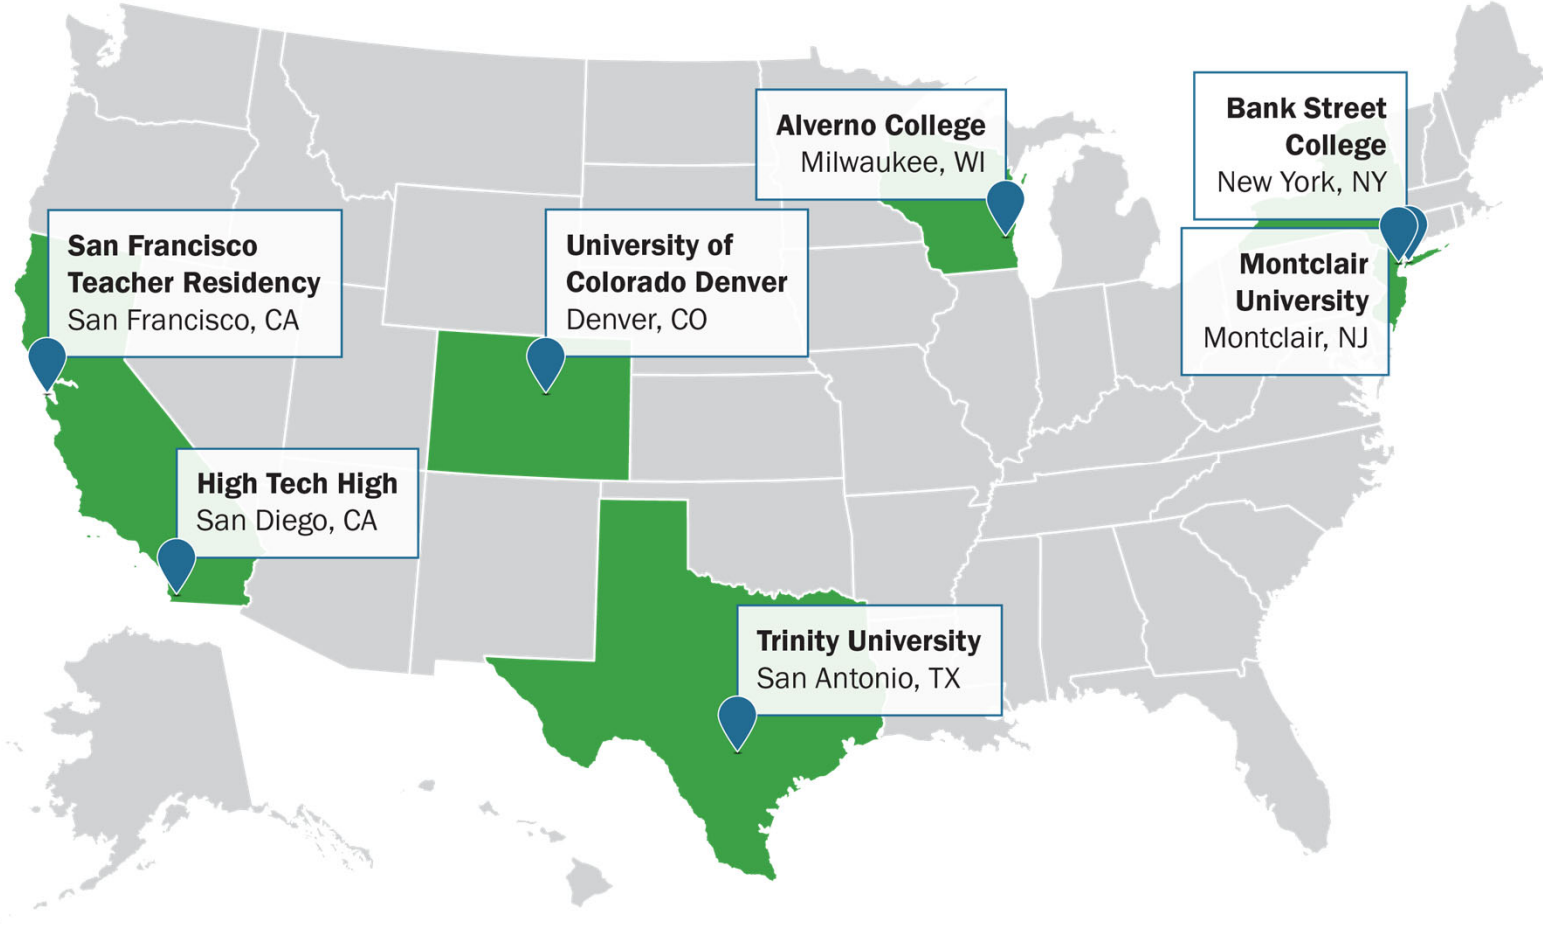 Alverno College
Milwaukee, WI
Bank Street
College
New York, NY
San Francisco
Teacher Residency
San Francisco, CA
University of
Colorado Denver
Denver, CO
Montclair
University
Montclair, NJ
High Tech High
San Diego, CA
Trinity University
San Antonio, TX